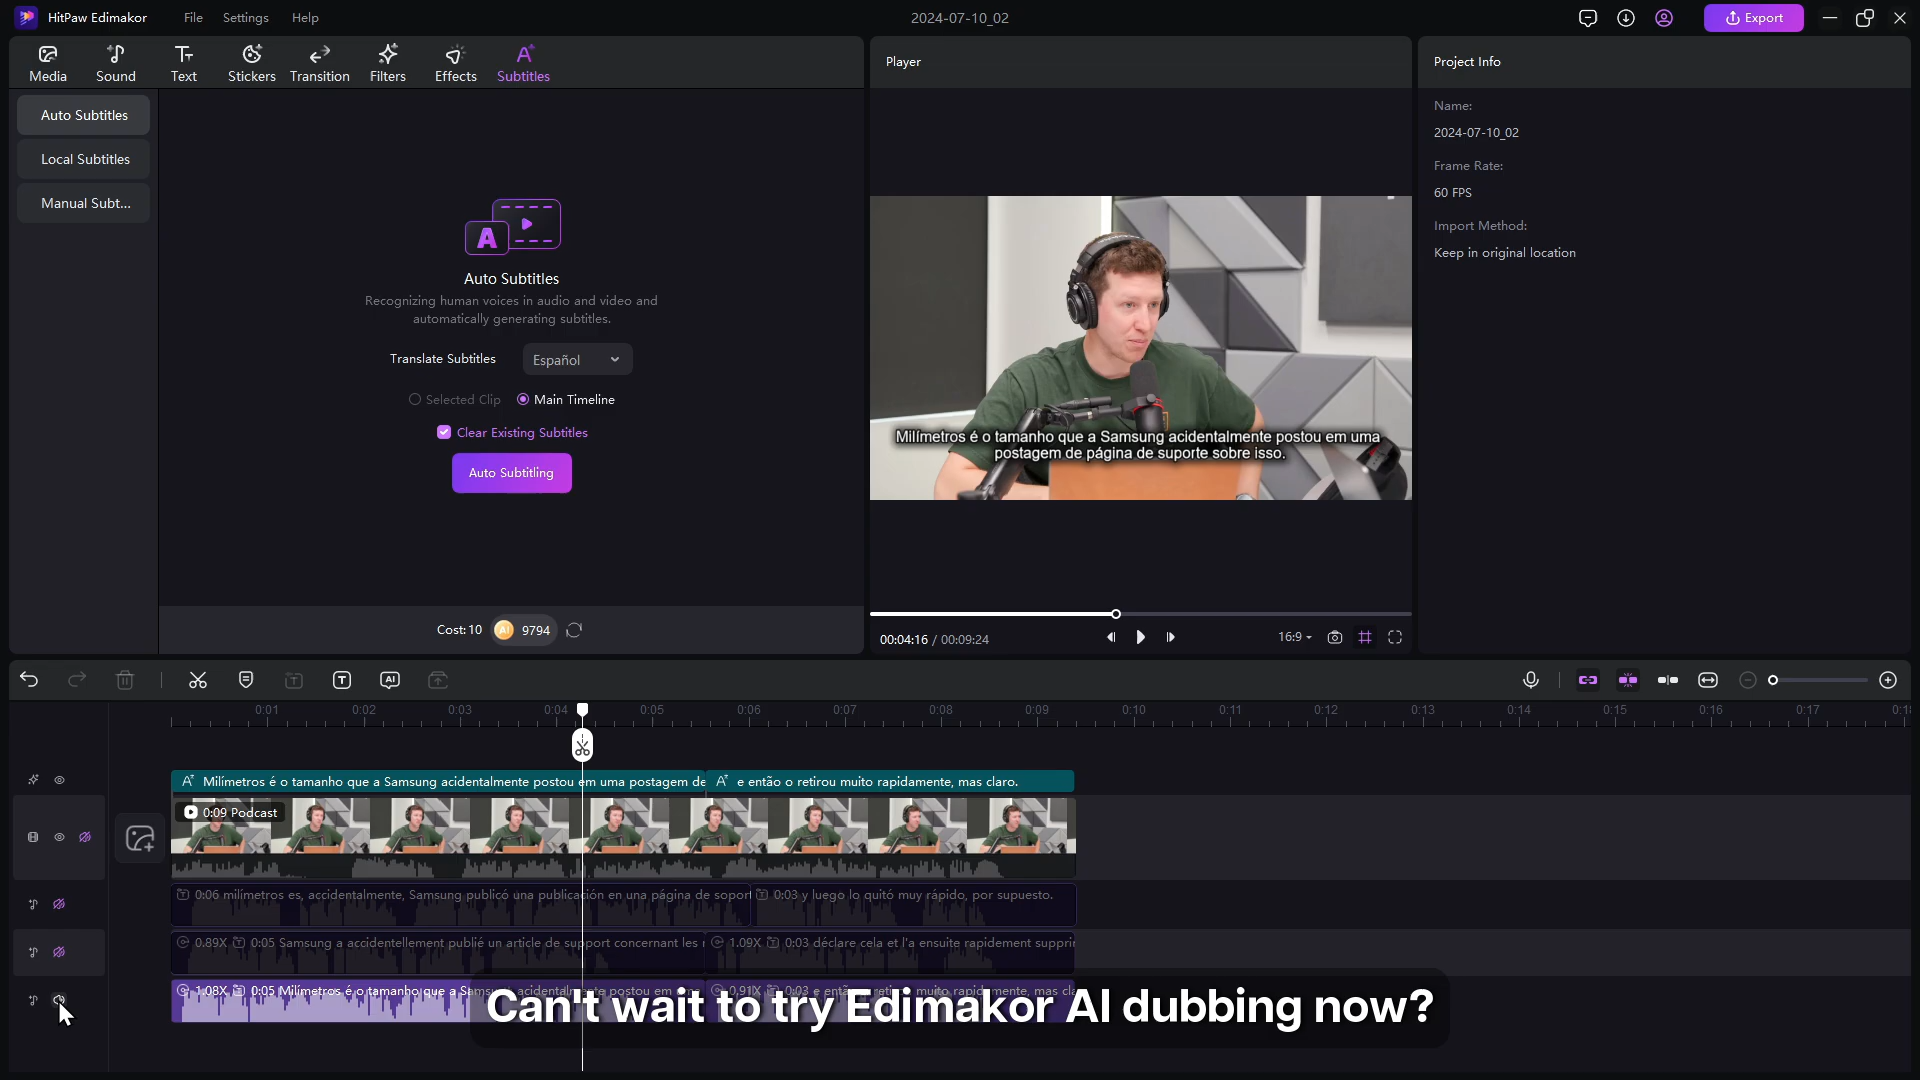 HitPaw Edimakor
File
Settings
Help
2024-07-10_02
Export
Media
Sound
Text
Stickers
Transition
Filters
Effects
Subtitles
Player
Project Info
Auto Subtitles
Local Subtitles
Manual Subt...
Auto Subtitles
Recognizing human voices in audio and video and
automatically generating subtitles.
Translate Subtitles
Español
Selected Clip
Main Timeline
Clear Existing Subtitles
Auto Subtitling
Cost:10
AI
9794
Milímetros é o tamanho que a Samsung acidentalmente postou em uma
postagem de página de suporte sobre isso.
00:04:16 / 00:09:24
16:9
Name:
2024-07-10_02
Frame Rate:
60 FPS
Import Method:
Keep in original location
0:01
0:02
0:03
0:04
0:05
0:06
0:07
0:08
0:09
0:10
0:11
0:12
0:13
0:14
0:15
0:16
0:17
Milímetros é o tamanho que a Samsung acidentalmente postou em uma postagem de
e então o retirou muito rapidamente, mas claro.
0:09 Podcast
0:06 milímetros es, accidentalmente, Samsung publicó una publicación en una página de soport
0:03 y luego lo quitó muy rápido, por supuesto.
0.89X 0:05 Samsung a accidentellement publié un article de support concernant les
1.09X 0:03 déclare cela et l'a ensuite rapidement supprir
1.08X 0:05 Milímetros é o tamanho que a
0.91X 0:03
Can't wait to try Edimakor AI dubbing now?